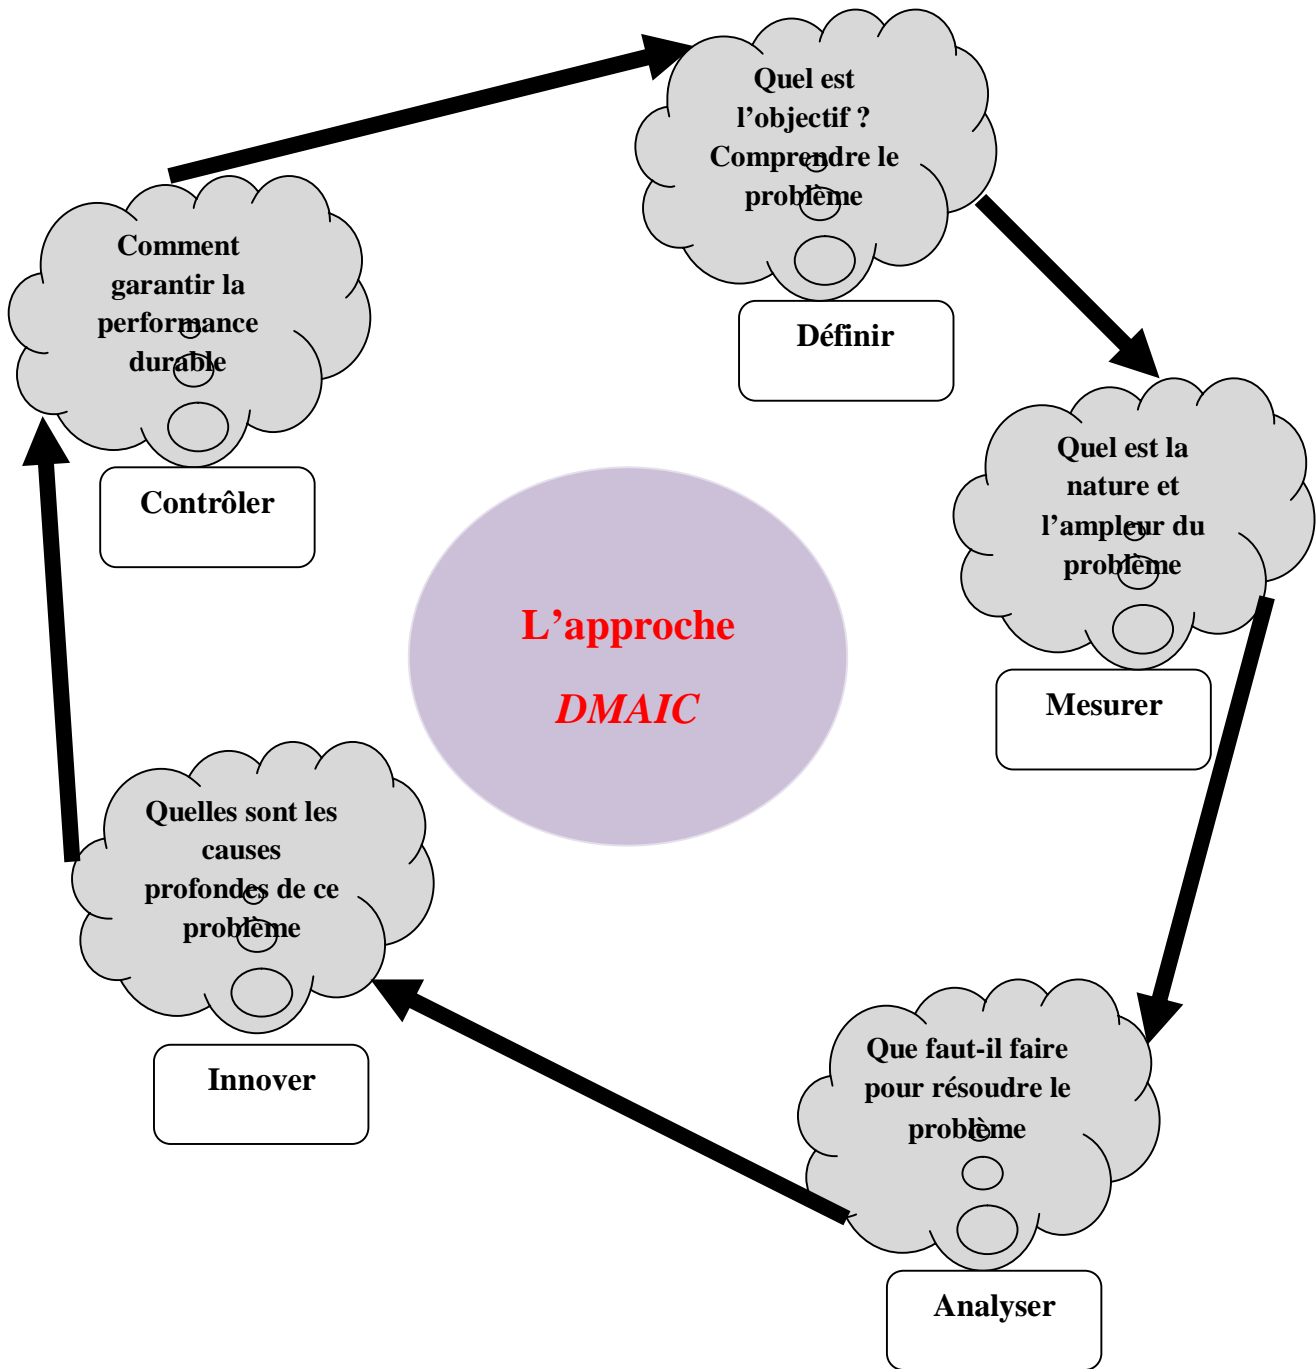 Quel est
l’objectif ?
Comprendre le
problème
Définir
Comment
garantir la
performance
durable
Contrôler
Quel est la
nature et
l’ampleur du
problème
Mesurer
L’approche
DMAIC
Quelles sont les
causes
profondes de ce
problème
Innover
Que faut-il faire
pour résoudre le
problème
Analyser